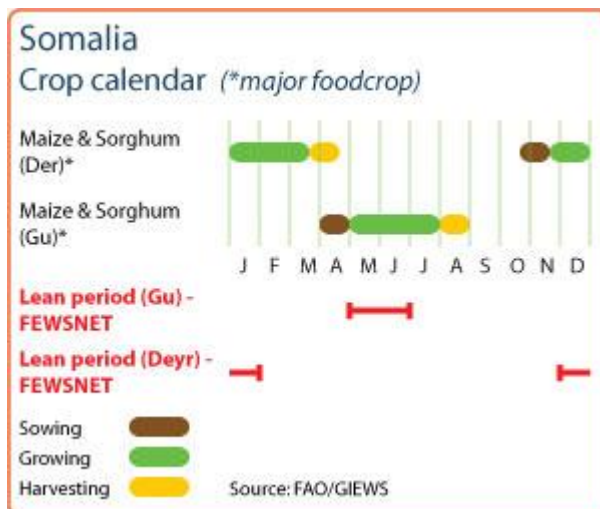 Somalia
Crop calendar (*major foodcrop)
Maize & Sorghum
(Der)*
Maize & Sorghum
(Gu)*
J F M A M J J A S O N D
Lean period (Gu) -
FEWSNET
Lean period (Deyr) -
FEWSNET
Sowing
Growing
Harvesting
Source: FAO/GIEWS